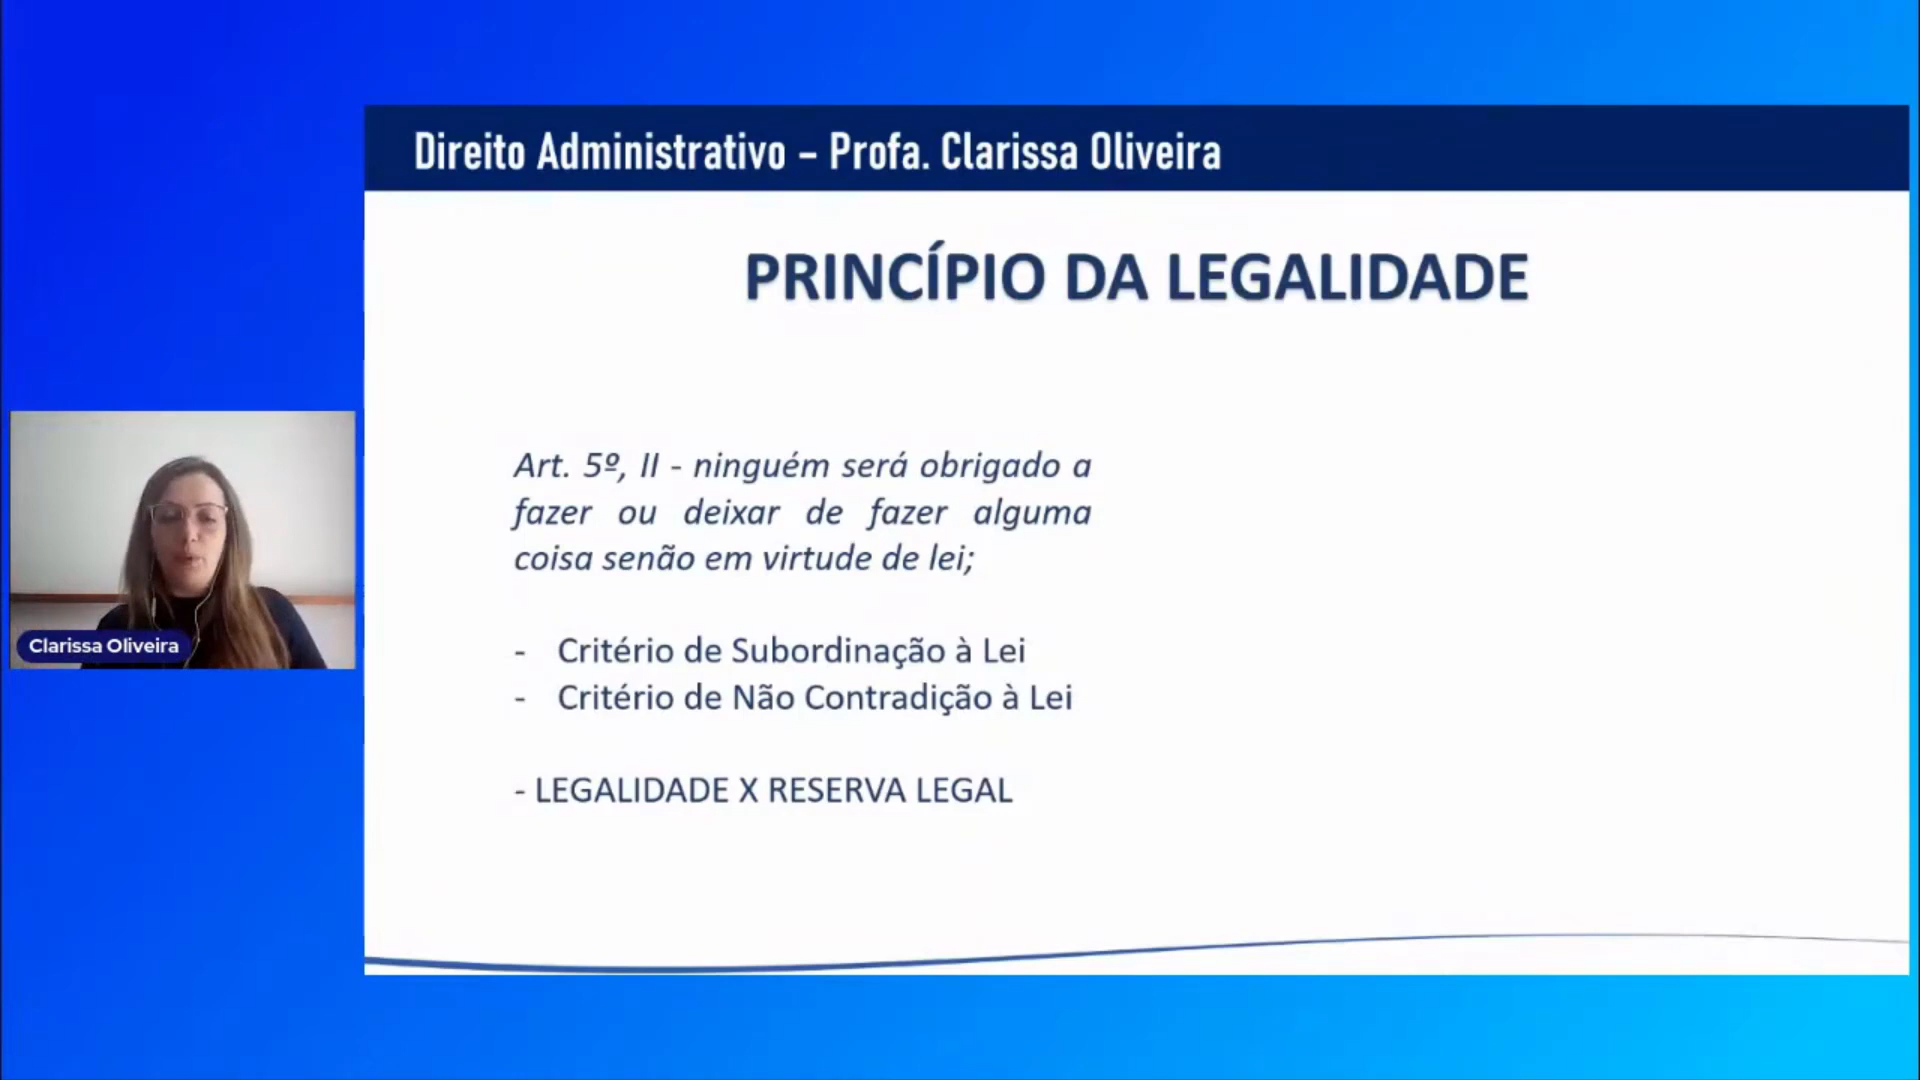 Direito Administrativo – Profa. Clarissa Oliveira
PRINCÍPIO DA LEGALIDADE
Art. 5º, II - ninguém será obrigado a
fazer ou deixar de fazer alguma
coisa senão em virtude de lei;
- Critério de Subordinação à Lei
- Critério de Não Contradição à Lei
- LEGALIDADE X RESERVA LEGAL
Clarissa Oliveira